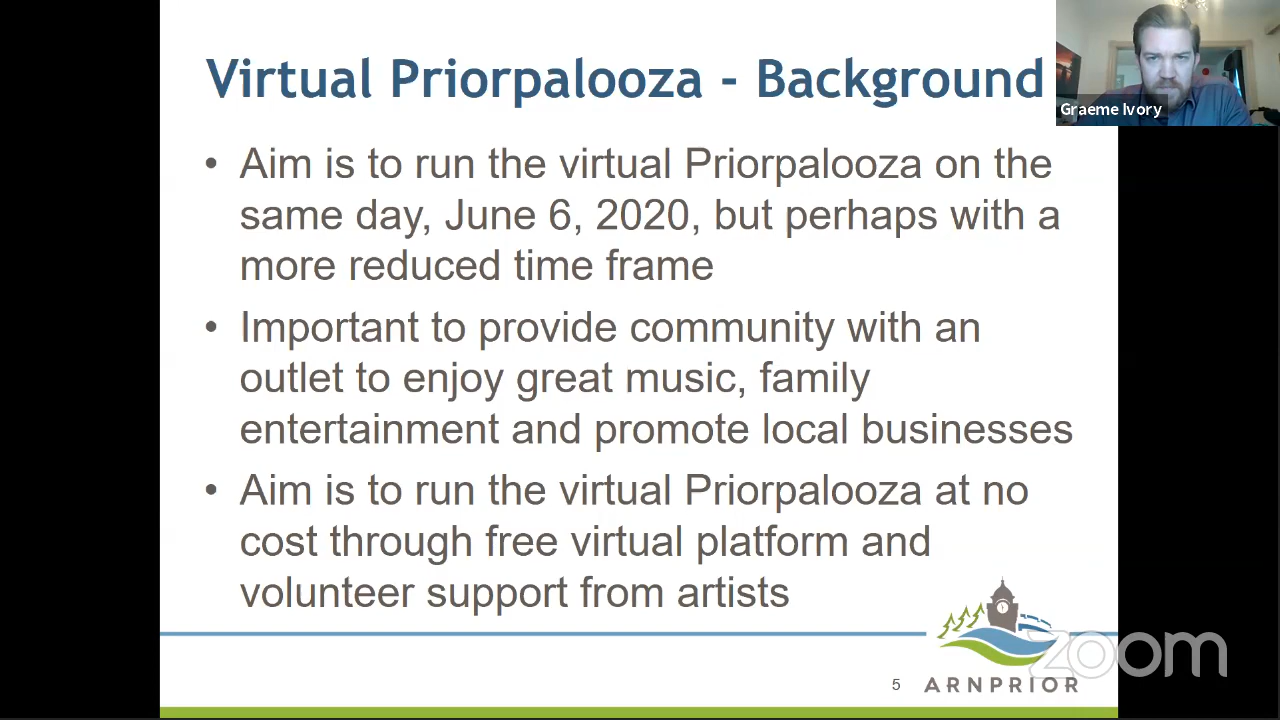 Virtual Priorpalooza - Background
Graeme Ivory
• Aim is to run the virtual Priorpalooza on the
same day, June 6, 2020, but perhaps with a
more reduced time frame
• Important to provide community with an
outlet to enjoy great music, family
entertainment and promote local businesses
• Aim is to run the virtual Priorpalooza at no
cost through free virtual platform and
volunteer support from artists
zoom
5
ARNPRIOR